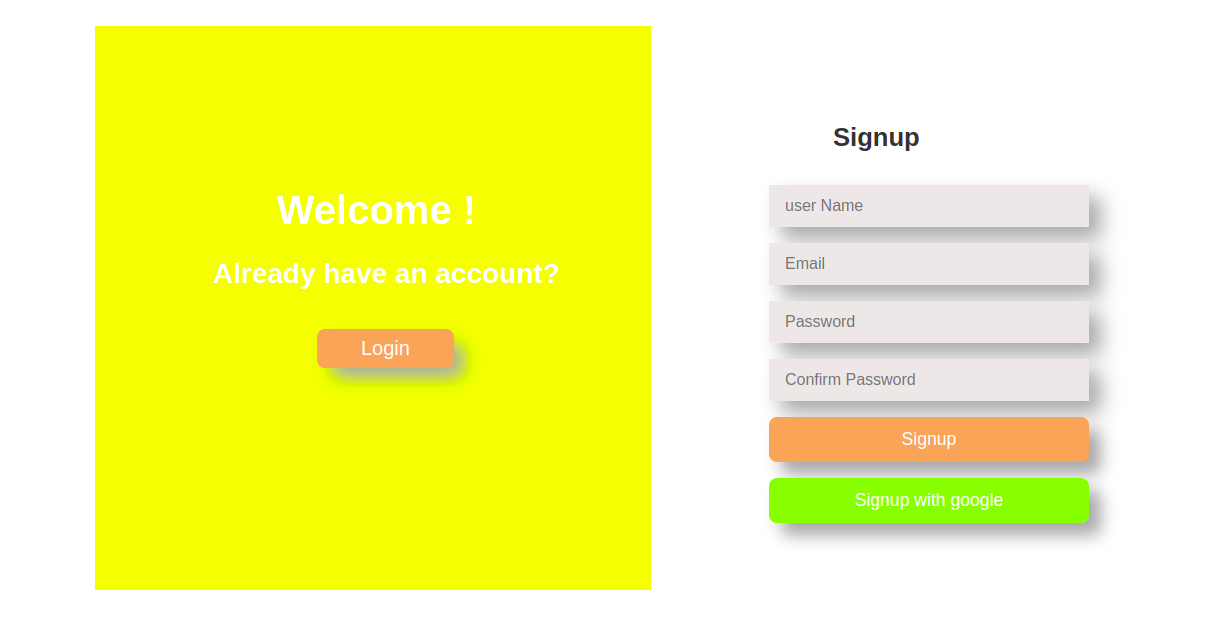 Welcome !
Already have an account?
Login
Signup
user Name
Email
Password
Confirm Password
Signup
Signup with google